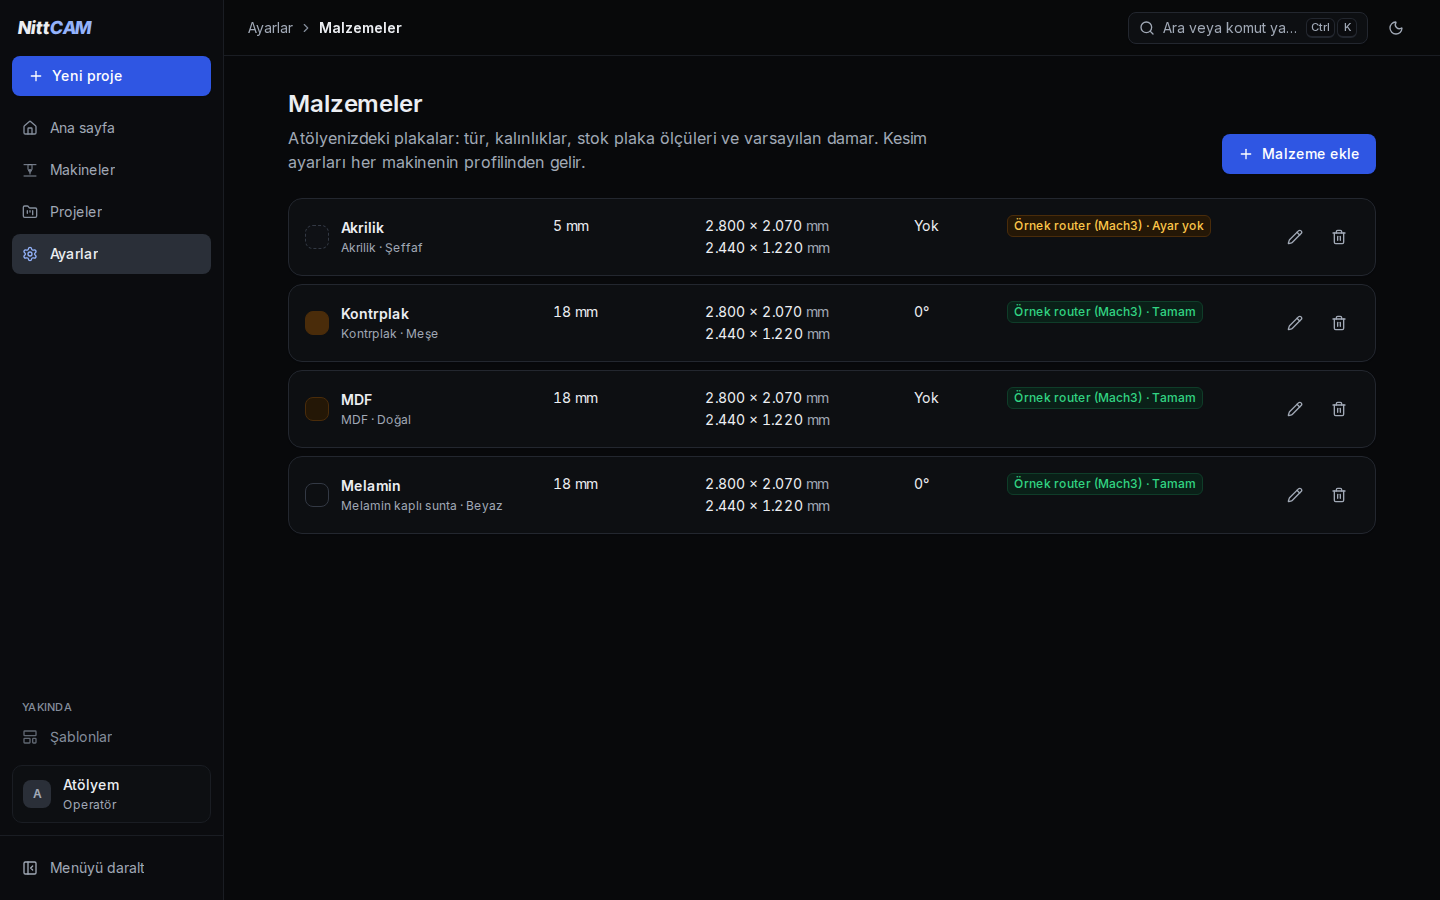 NittCAM
Yeni proje
Ana sayfa
Makineler
Projeler
Ayarlar
YAKINDA
Şablonlar
A
Atölyem
Operatör
Menüyü daralt
Ayarlar > Malzemeler
Ara veya komut ya... Ctrl K
Malzemeler
Atölyenizdeki plakalar: tür, kalınlıklar, stok plaka ölçüleri ve varsayılan damar. Kesim
ayarları her makinenin profilinden gelir.
Malzeme ekle
Akrilik
Akrilik · Şeffaf
5 mm
2.800 × 2.070 mm
2.440 × 1.220 mm
Yok
Örnek router (Mach3) · Ayar yok
Kontrplak
Kontrplak · Meşe
18 mm
2.800 × 2.070 mm
2.440 × 1.220 mm
0°
Örnek router (Mach3) · Tamam
MDF
MDF · Doğal
18 mm
2.800 × 2.070 mm
2.440 × 1.220 mm
Yok
Örnek router (Mach3) · Tamam
Melamin
Melamin kaplı sunta · Beyaz
18 mm
2.800 × 2.070 mm
2.440 × 1.220 mm
0°
Örnek router (Mach3) · Tamam